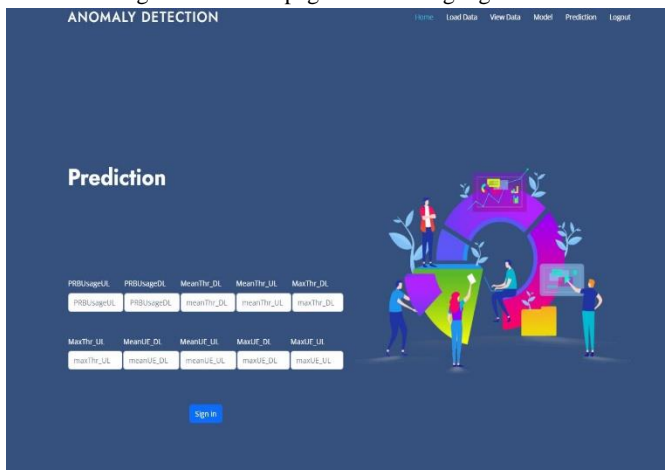 ANOMALY DETECTION
Home Load Data View Data Model Prediction Logout
Prediction
PRBUsageUL PRBUsageDL MeanThr_DL MeanThr_UL MaxThr_DL
PRBUsageUL PRBUsageDL meanThr_DL meanThr_UL maxThr_DL
MaxThr_UL MeanUE_DL MeanUE_UL MaxUE_DL MaxUE_UL
maxThr_UL meanUE_DL meanUE_UL maxUE_DL maxUE_UL
Sign in